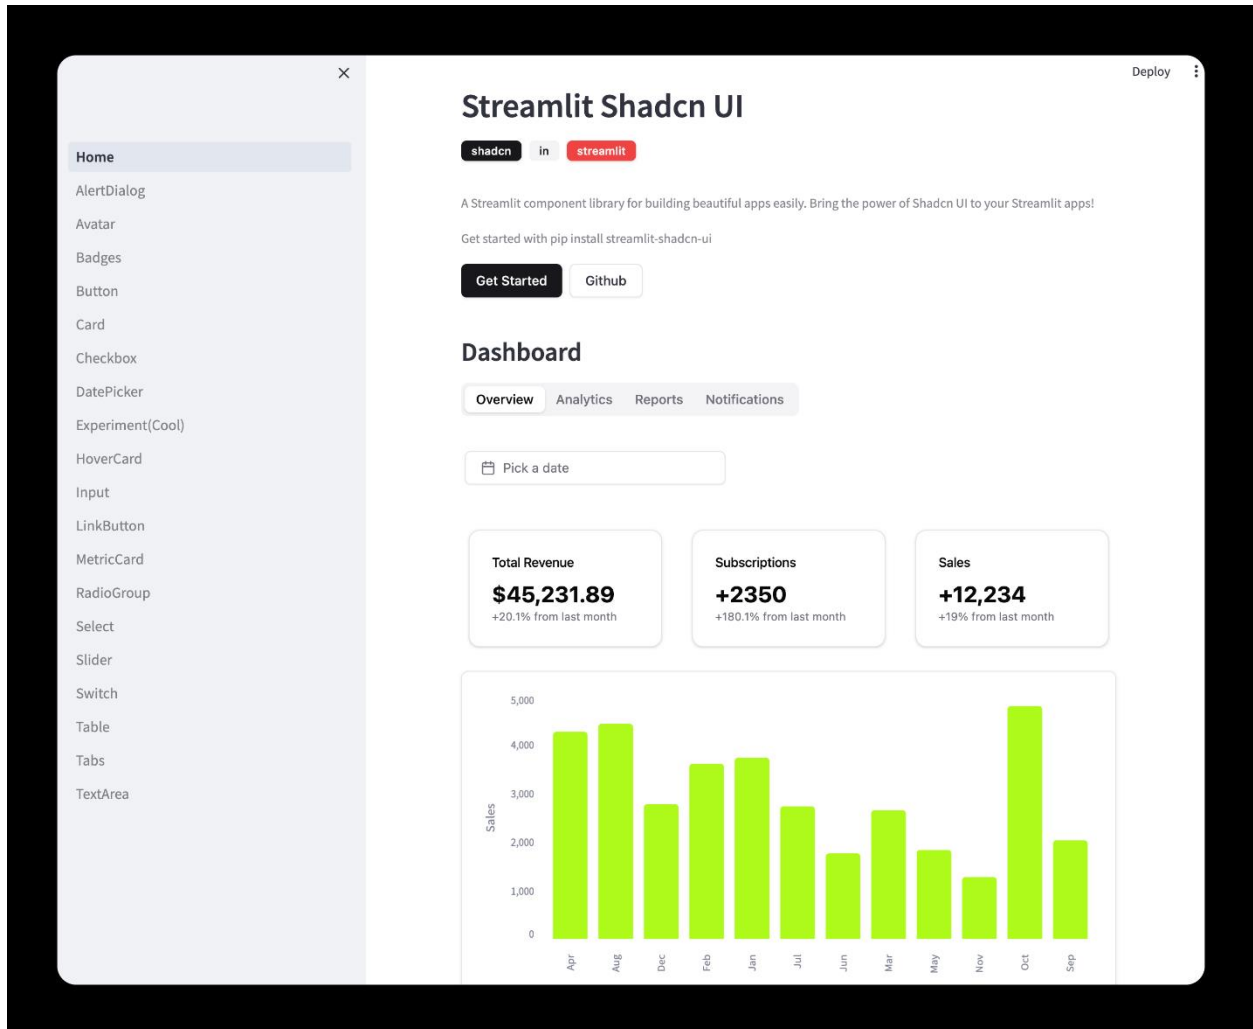 Home
AlertDialog
Avatar
Badges
Button
Card
Checkbox
DatePicker
Experiment(Cool)
HoverCard
Input
LinkButton
MetricCard
RadioGroup
Select
Slider
Switch
Table
Tabs
TextArea
Deploy
Streamlit Shadcn UI
shadcn in streamlit
A Streamlit component library for building beautiful apps easily. Bring the power of Shadcn UI to your Streamlit apps!
Get started with pip install streamlit-shadcn-ui
Get Started Github
Dashboard
Overview Analytics Reports Notifications
Pick a date
Total Revenue
$45,231.89
+20.1% from last month
Subscriptions
+2350
+180.1% from last month
Sales
+12,234
+19% from last month
Sales
5,000
4,000
3,000
2,000
1,000
0
Apr Aug Dec Feb Jan Jul Jun Mar May Nov Oct Sep